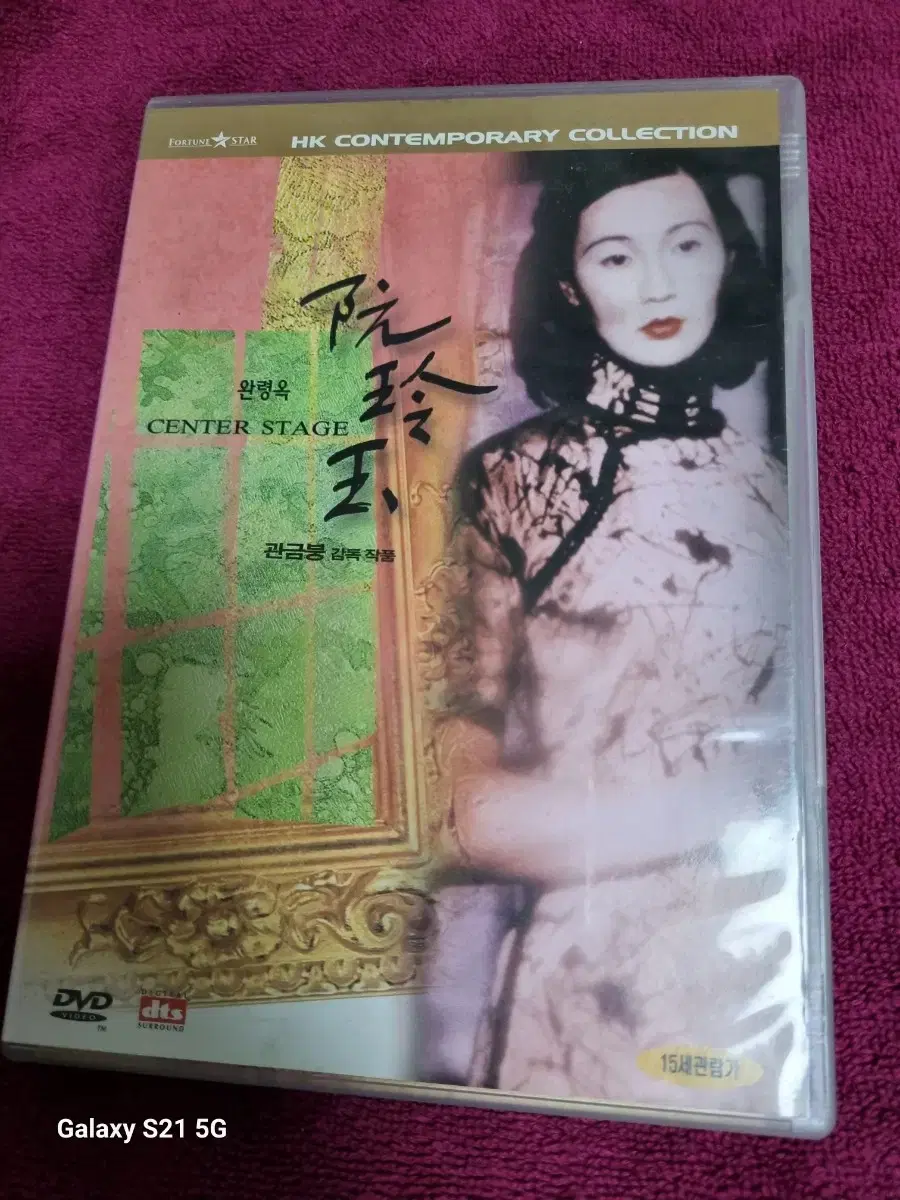 FORTUNE STAR
HK CONTEMPORARY COLLECTION
阮玲玉
완령옥
CENTER STAGE
관금붕 감독 작품
DVD
VIDEO
TM
DIGITAL
dts
SURROUND
15세관람가
Galaxy S21 5G